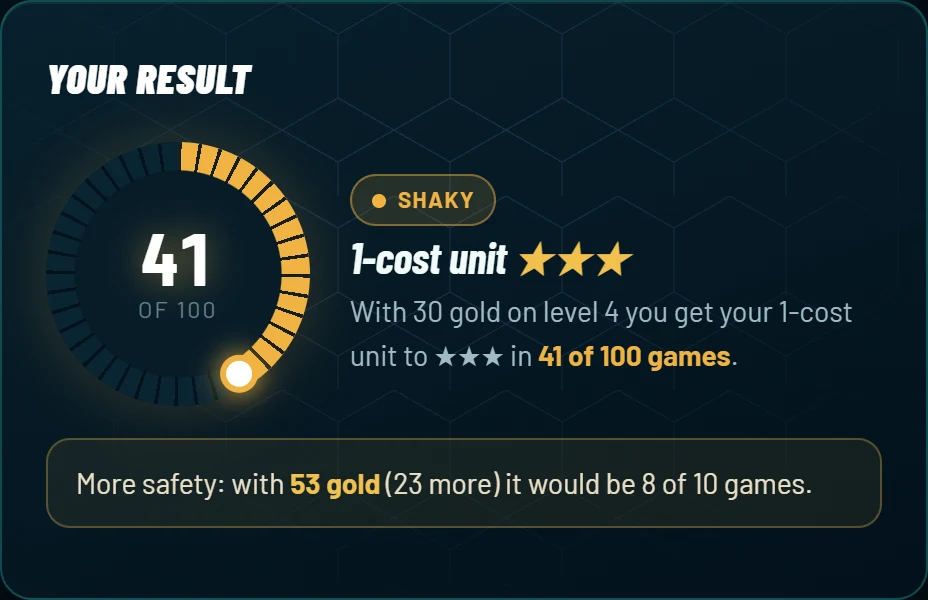 YOUR RESULT
41
OF 100
SHAKY
1-cost unit ★★★
With 30 gold on level 4 you get your 1-cost
unit to ★★★ in 41 of 100 games.
More safety: with 53 gold (23 more) it would be 8 of 10 games.